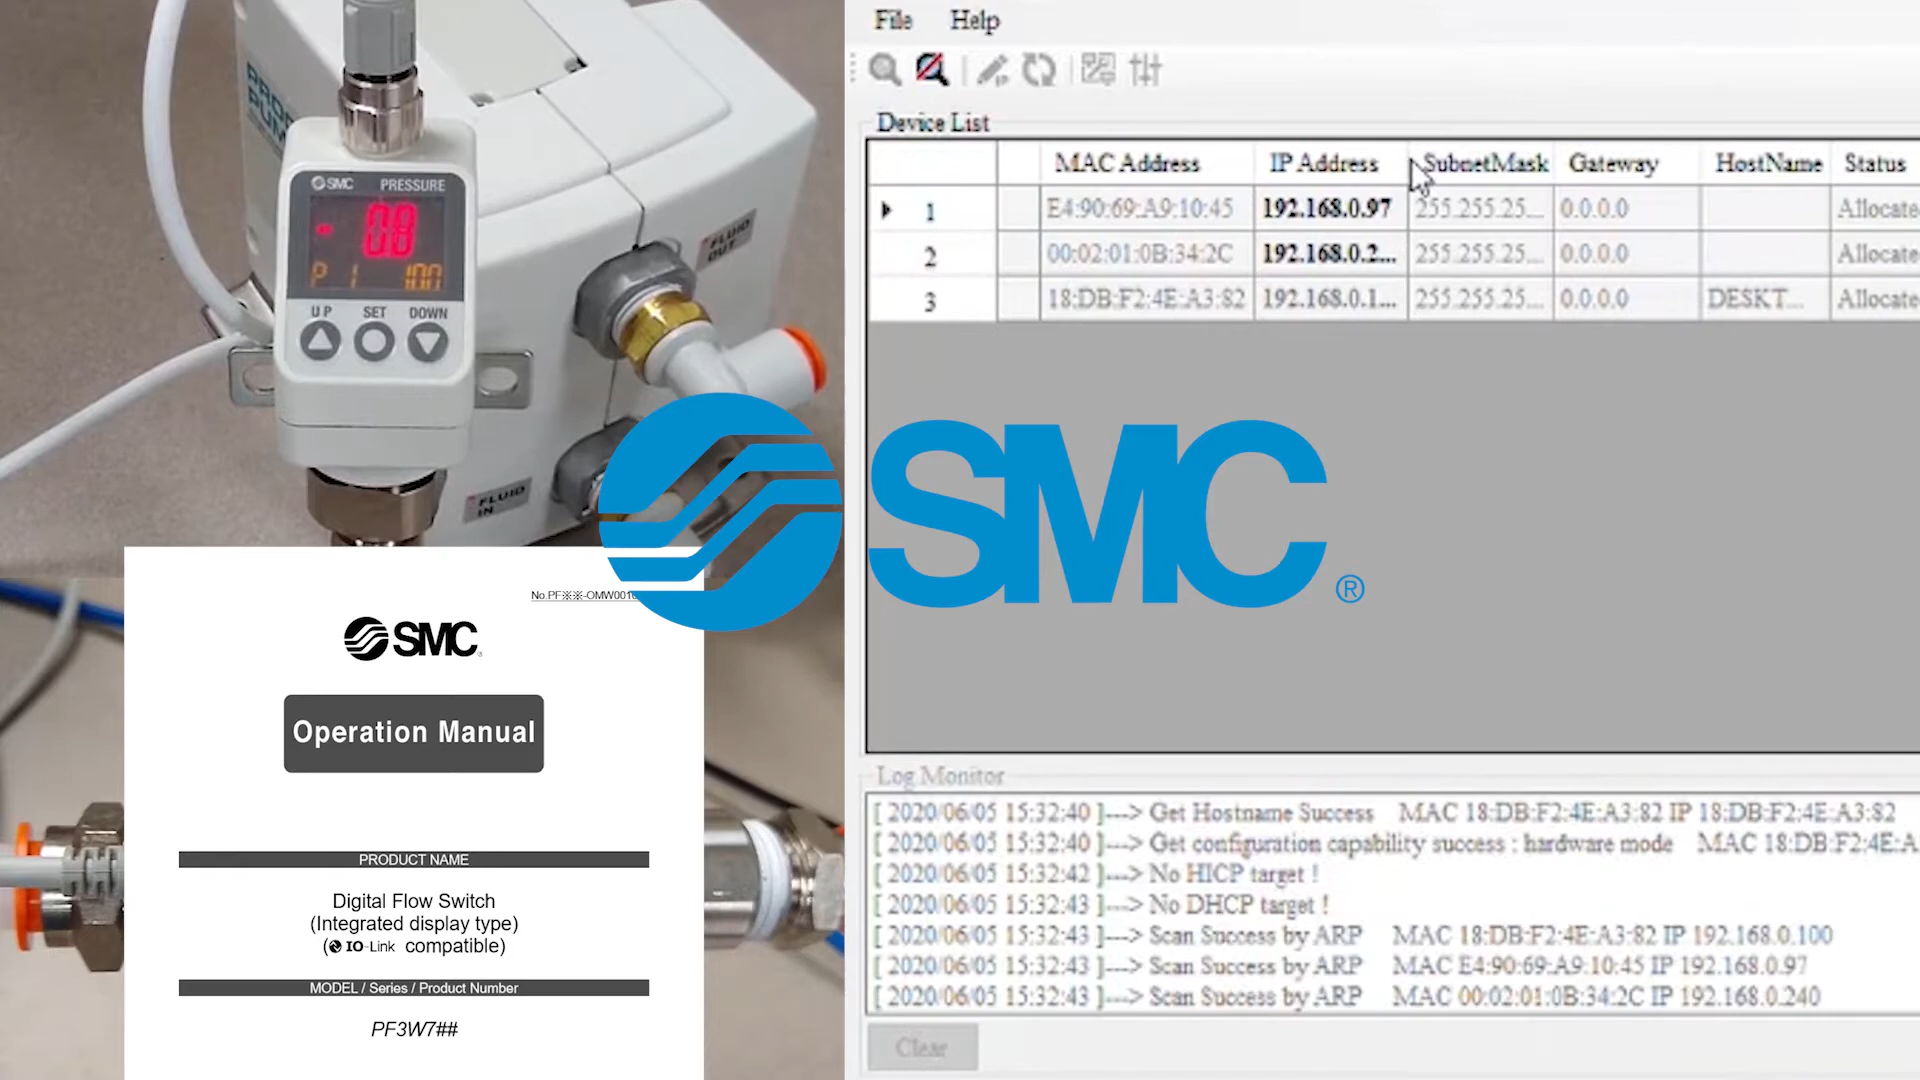 SMC PRESSURE
- 0.8
P 1 10.0
UP SET DOWN
FLUID OUT
FLUID IN
SMC®
No.PF※※-OMW001
SMC
Operation Manual
PRODUCT NAME
Digital Flow Switch
(Integrated display type)
(IO-Link compatible)
MODEL / Series / Product Number
PF3W7##
File Help
Device List
MAC Address IP Address SubnetMask Gateway HostName Status
1 E4:90:69:A9:10:45 192.168.0.97 255.255.25... 0.0.0.0 Allocate
2 00:02:01:0B:34:2C 192.168.0.2... 255.255.25... 0.0.0.0 Allocate
3 18:DB:F2:4E:A3:82 192.168.0.1... 255.255.25... 0.0.0.0 DESKT... Allocate
Log Monitor
[ 2020/06/05 15:32:40 ]---> Get Hostname Success MAC 18:DB:F2:4E:A3:82 IP 18:DB:F2:4E:A3:82
[ 2020/06/05 15:32:40 ]---> Get configuration capability success : hardware mode MAC 18:DB:F2:4E:A
[ 2020/06/05 15:32:42 ]---> No HICP target !
[ 2020/06/05 15:32:43 ]---> No DHCP target !
[ 2020/06/05 15:32:43 ]---> Scan Success by ARP MAC 18:DB:F2:4E:A3:82 IP 192.168.0.100
[ 2020/06/05 15:32:43 ]---> Scan Success by ARP MAC E4:90:69:A9:10:45 IP 192.168.0.97
[ 2020/06/05 15:32:43 ]---> Scan Success by ARP MAC 00:02:01:0B:34:2C IP 192.168.0.240
Clear